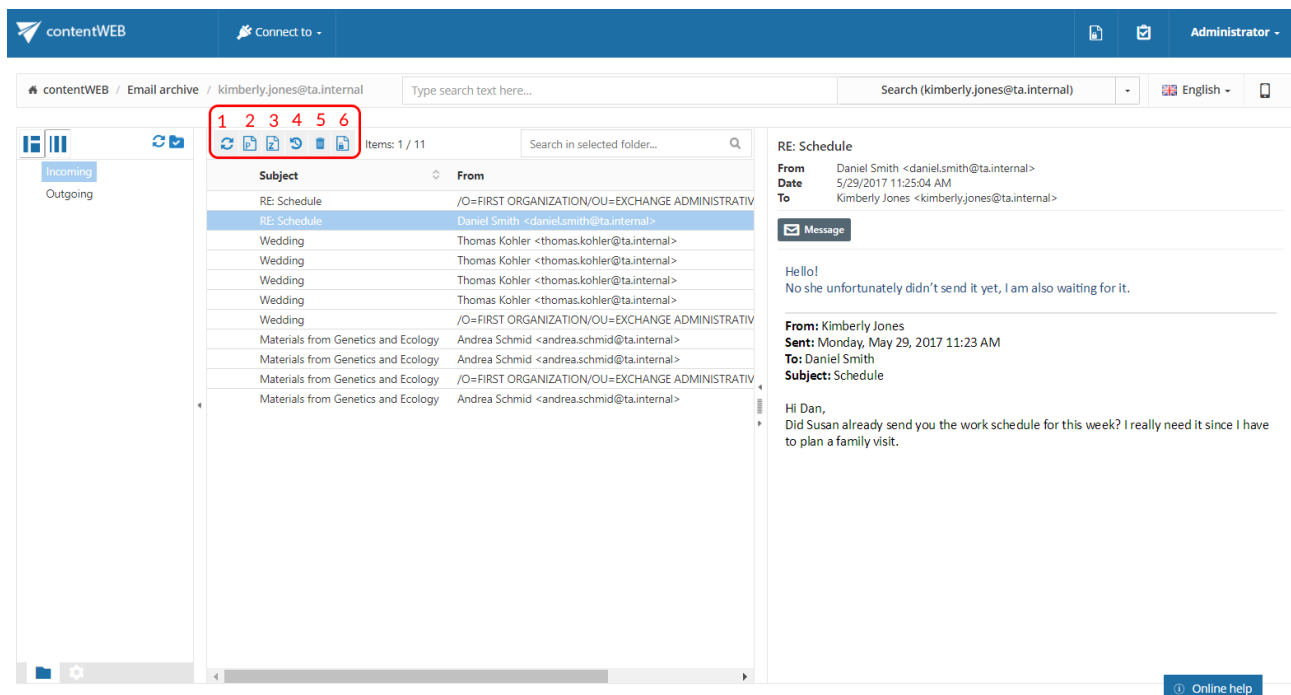 contentWEB
Connect to
Administrator
contentWEB / Email archive / kimberly.jones@ta.internal
Type search text here...
Search (kimberly.jones@ta.internal)
English
1 2 3 4 5 6
P Z
Items: 1 / 11
Search in selected folder...
Incoming
Outgoing
Subject From
RE: Schedule /O=FIRST ORGANIZATION/OU=EXCHANGE ADMINISTRATIV
RE: Schedule Daniel Smith <daniel.smith@ta.internal>
Wedding Thomas Kohler <thomas.kohler@ta.internal>
Wedding Thomas Kohler <thomas.kohler@ta.internal>
Wedding Thomas Kohler <thomas.kohler@ta.internal>
Wedding Thomas Kohler <thomas.kohler@ta.internal>
Wedding /O=FIRST ORGANIZATION/OU=EXCHANGE ADMINISTRATIV
Materials from Genetics and Ecology Andrea Schmid <andrea.schmid@ta.internal>
Materials from Genetics and Ecology Andrea Schmid <andrea.schmid@ta.internal>
Materials from Genetics and Ecology /O=FIRST ORGANIZATION/OU=EXCHANGE ADMINISTRATIV
Materials from Genetics and Ecology Andrea Schmid <andrea.schmid@ta.internal>
RE: Schedule
From Daniel Smith <daniel.smith@ta.internal>
Date 5/29/2017 11:25:04 AM
To Kimberly Jones <kimberly.jones@ta.internal>
Message
Hello!
No she unfortunately didn't send it yet, I am also waiting for it.
From: Kimberly Jones
Sent: Monday, May 29, 2017 11:23 AM
To: Daniel Smith
Subject: Schedule
Hi Dan,
Did Susan already send you the work schedule for this week? I really need it since I have
to plan a family visit.
Online help